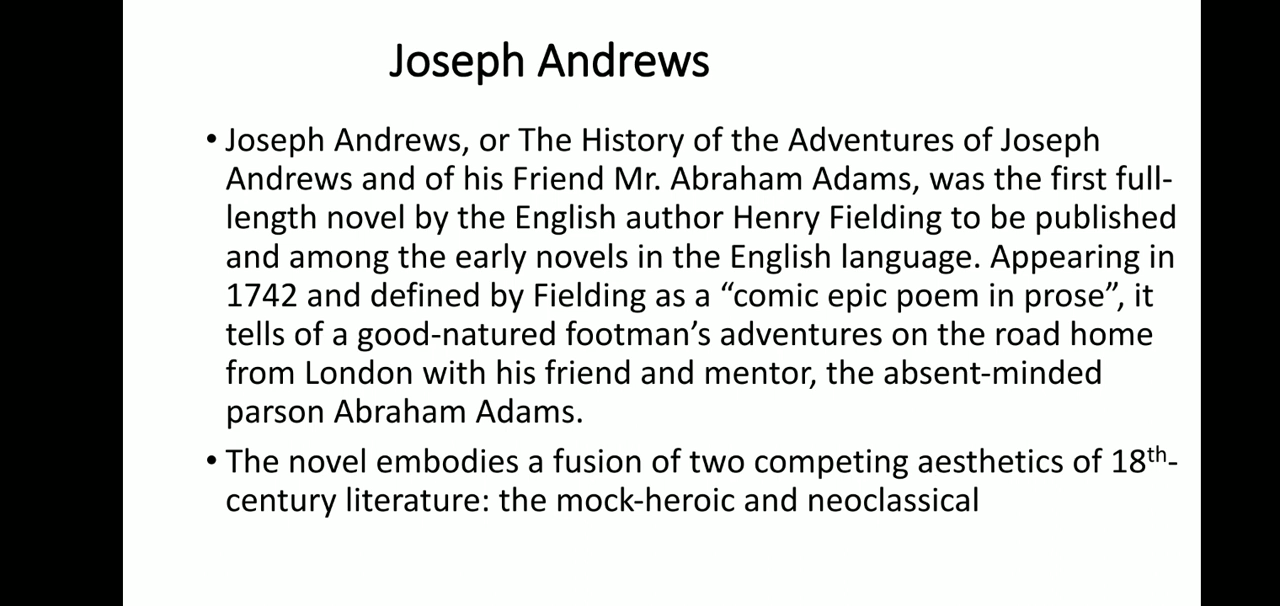 Joseph Andrews
• Joseph Andrews, or The History of the Adventures of Joseph
Andrews and of his Friend Mr. Abraham Adams, was the first full-
length novel by the English author Henry Fielding to be published
and among the early novels in the English language. Appearing in
1742 and defined by Fielding as a “comic epic poem in prose”, it
tells of a good-natured footman’s adventures on the road home
from London with his friend and mentor, the absent-minded
parson Abraham Adams.
• The novel embodies a fusion of two competing aesthetics of 18th-
century literature: the mock-heroic and neoclassical